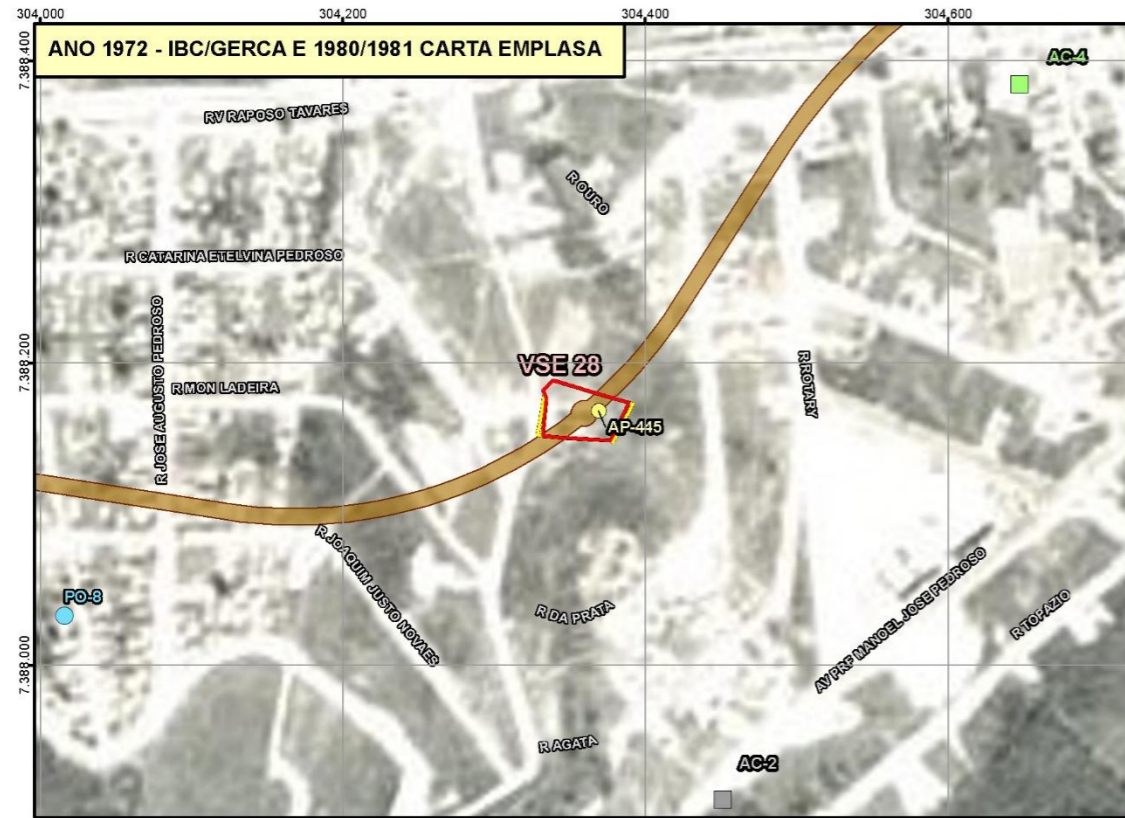 304,000
304,200
304,400
304,600
ANO 1972 - IBC/GERCA E 1980/1981 CARTA EMPLASA
7.388.400
AC-4
RV RAPOSO TAVARES
R OURO
R CATARINA ETELVINA PEDROSO
R JOSE AUGUSTO PEDROSO
7.388.200
VSE 28
R MON LADEIRA
R ROTARY
AP-445
R JOAQUIM JUSTO NOVAES
PO-8
R DA PRATA
AV PRF MANOEL JOSE PEDROSO
R TOPAZIO
7.388.000
R AGATA
AC-2